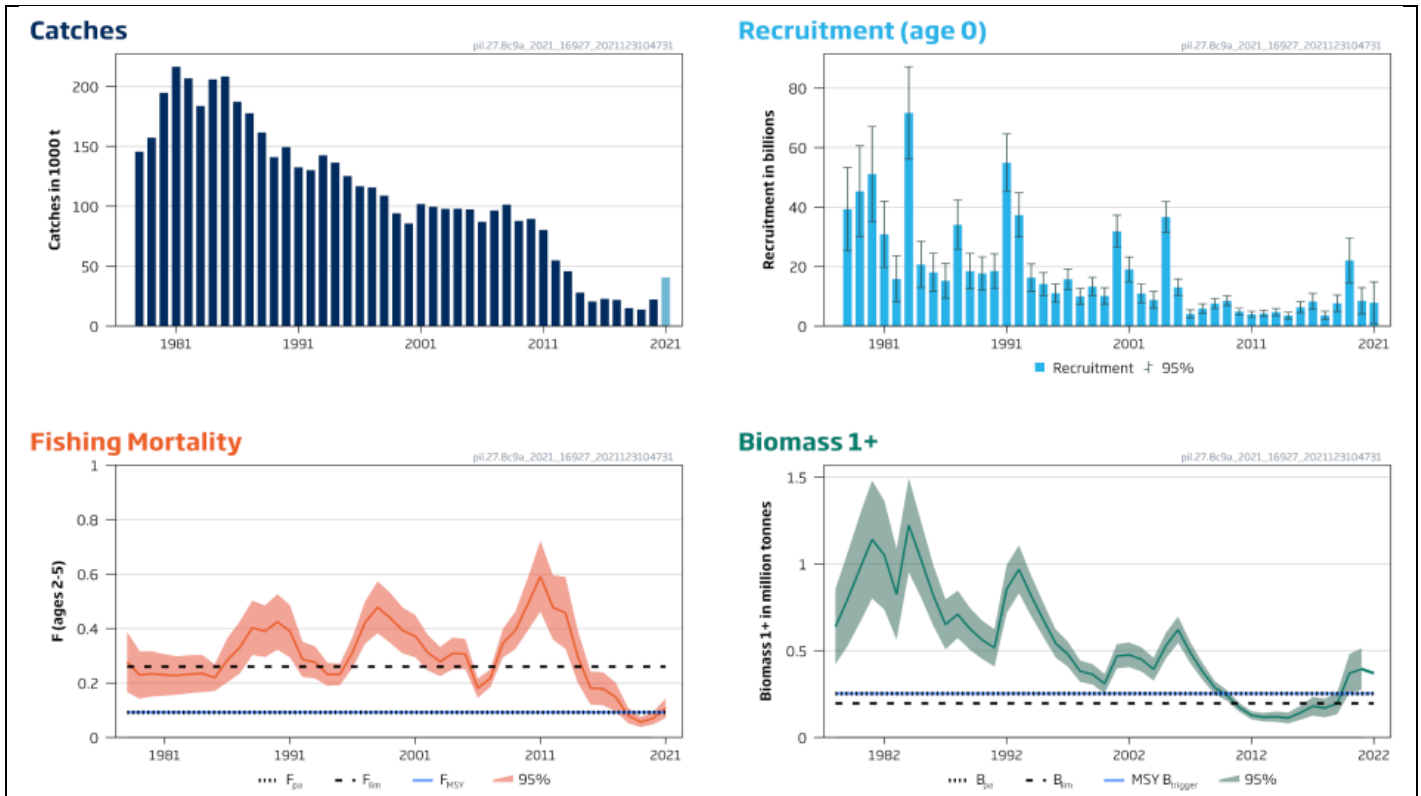 Catches
pil.27.8c9a_2021_16927_2021123104731
Catches in 1000 t
200
150
100
50
0
1981
1991
2001
2011
2021
Recruitment (age 0)
pil.27.8c9a_2021_16927_2021123104731
Recruitment in billions
80
60
40
20
0
1981
1991
2001
2011
2021
Recruitment 95%
Fishing Mortality
pil.27.8c9a_2021_16927_2021123104731
F (ages 2-5)
1
0.8
0.6
0.4
0.2
0
1981
1991
2001
2011
2021
Fpa Flim FMSY 95%
Biomass 1+
pil.27.8c9a_2021_16927_2021123104731
Biomass 1+ in million tonnes
1.5
1
0.5
0
1982
1992
2002
2012
2022
Bpa Blim MSY Btrigger 95%